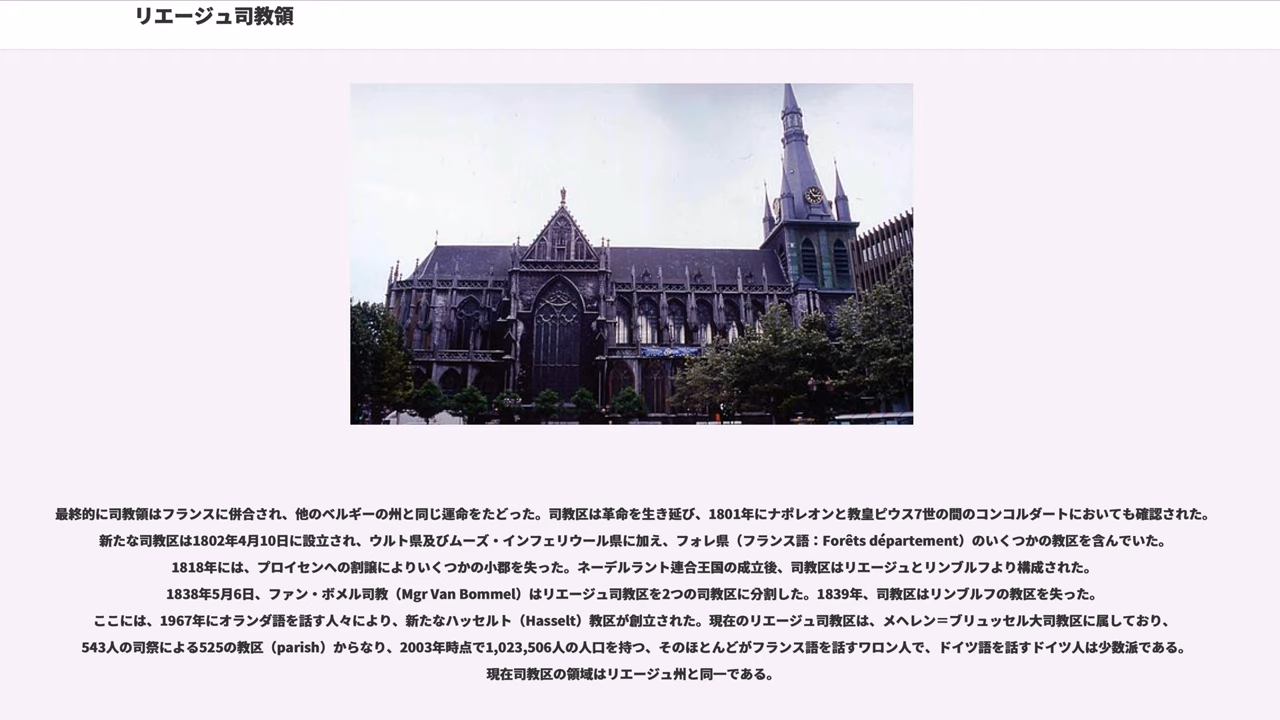 リエージュ司教領
最終的に司教領はフランスに併合され、他のベルギーの州と同じ運命をたどった。司教区は革命を生き延び、1801年にナポレオンと教皇ピウス7世の間のコンコルダートにおいても確認された。
新たな司教区は1802年4月10日に設立され、ウルト県及びムーズ・インフェリウール県に加え、フォレ県（フランス語：Forêts département）のいくつかの教区を含んでいた。
1818年には、プロイセンへの割譲によりいくつかの小郡を失った。ネーデルラント連合王国の成立後、司教区はリエージュとリンブルフより構成された。
1838年5月6日、ファン・ボメル司教（Mgr Van Bommel）はリエージュ司教区を2つの司教区に分割した。1839年、司教区はリンブルフの教区を失った。
ここには、1967年にオランダ語を話す人々により、新たなハッセルト（Hasselt）教区が創立された。現在のリエージュ司教区は、メヘレン＝ブリュッセル大司教区に属しており、
543人の司祭による525の教区（parish）からなり、2003年時点で1,023,506人の人口を持つ、そのほとんどがフランス語を話すワロン人で、ドイツ語を話すドイツ人は少数派である。
現在司教区の領域はリエージュ州と同一である。